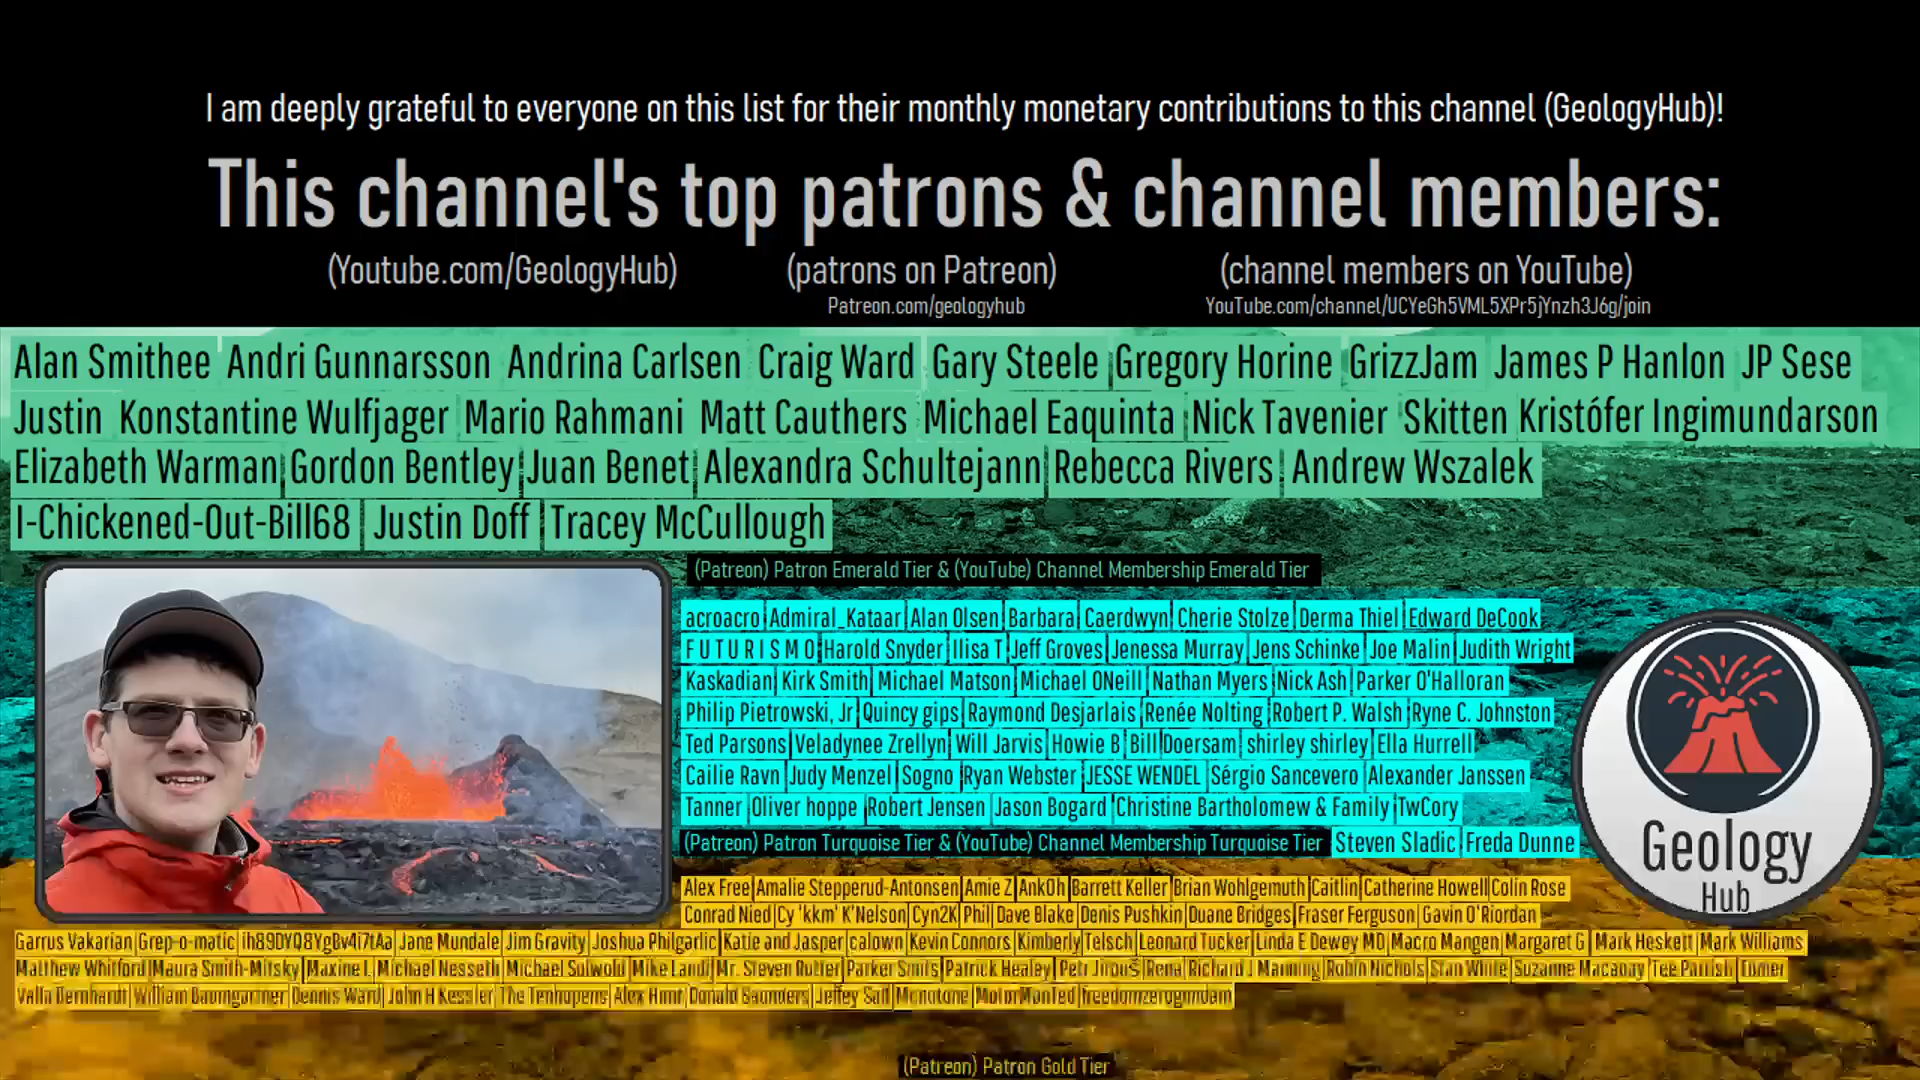 I am deeply grateful to everyone on this list for their monthly monetary contributions to this channel (GeologyHub)!
This channel's top patrons & channel members:
(Youtube.com/GeologyHub) (patrons on Patreon) (channel members on YouTube)
Patreon.com/geologyhub YouTube.com/channel/UCYeGh5VML5XPr5jYnzh3J6g/join
Alan Smithee Andri Gunnarsson Andrina Carlsen Craig Ward Gary Steele Gregory Horine GrizzJam James P Hanlon JP Sese
Justin Konstantine Wulfjager Mario Rahmani Matt Cauthers Michael Eaquinta Nick Tavenier Skitten Kristófer Ingimundarson
Elizabeth Warman Gordon Bentley Juan Benet Alexandra Schultejann Rebecca Rivers Andrew Wszalek
I-Chickened-Out-Bill68 Justin Doff Tracey McCullough
(Patreon) Patron Emerald Tier & (YouTube) Channel Membership Emerald Tier
acroacro Admiral_Kataar Alan Olsen Barbara Caerdwyn Cherie Stolze Derma Thiel Edward DeCook
F U T U R I S M O Harold Snyder Ilisa T Jeff Groves Jenessa Murray Jens Schinke Joe Malin Judith Wright
Kaskadian Kirk Smith Michael Matson Michael ONeill Nathan Myers Nick Ash Parker O'Halloran
Philip Pietrowski, Jr Quincy gips Raymond Desjarlais Renée Nolting Robert P. Walsh Ryne C. Johnston
Ted Parsons Veladynee Zrellyn Will Jarvis Howie B Bill Doersam shirley shirley Ella Hurrell
Cailie Ravn Judy Menzel Sogno Ryan Webster JESSE WENDEL Sérgio Sancevero Alexander Janssen
Tanner Oliver hoppe Robert Jensen Jason Bogard Christine Bartholomew & Family TwCory
(Patreon) Patron Turquoise Tier & (YouTube) Channel Membership Turquoise Tier Steven Sladic Freda Dunne
Geology
Hub
Alex Free Amalie Stepperud-Antonsen Amie Z AnkOh Barrett Keller Brian Wohlgemuth Caitlin Catherine Howell Colin Rose
Conrad Nied Cy 'kkm' K'Nelson Cyn2K Phil Dave Blake Denis Pushkin Duane Bridges Fraser Ferguson Gavin O'Riordan
Garrus Vakarian Grep-o-matic Jane Mundale Jim Gravity Joshua Philgarlic Katie and Jasper calown Kevin Connors Kimberly Telsch Leonard Tucker Linda E Dewey MD Macro Mangen Margaret G Mark Heskett Mark Williams
Matthew Whitford Maura Smith-Mitsky Maxine L Michael Nesseth Michael Solwold Mike Landi Mr. Steven Rutter Parker Smits Patrick Healey Rena Richard J Manning Robin Nichols Stan White Suzanne Macaday Tee Parrish
William Baumgartner Dennis Ward John H Kessler Donald Saunders Monotone
(Patreon) Patron Gold Tier